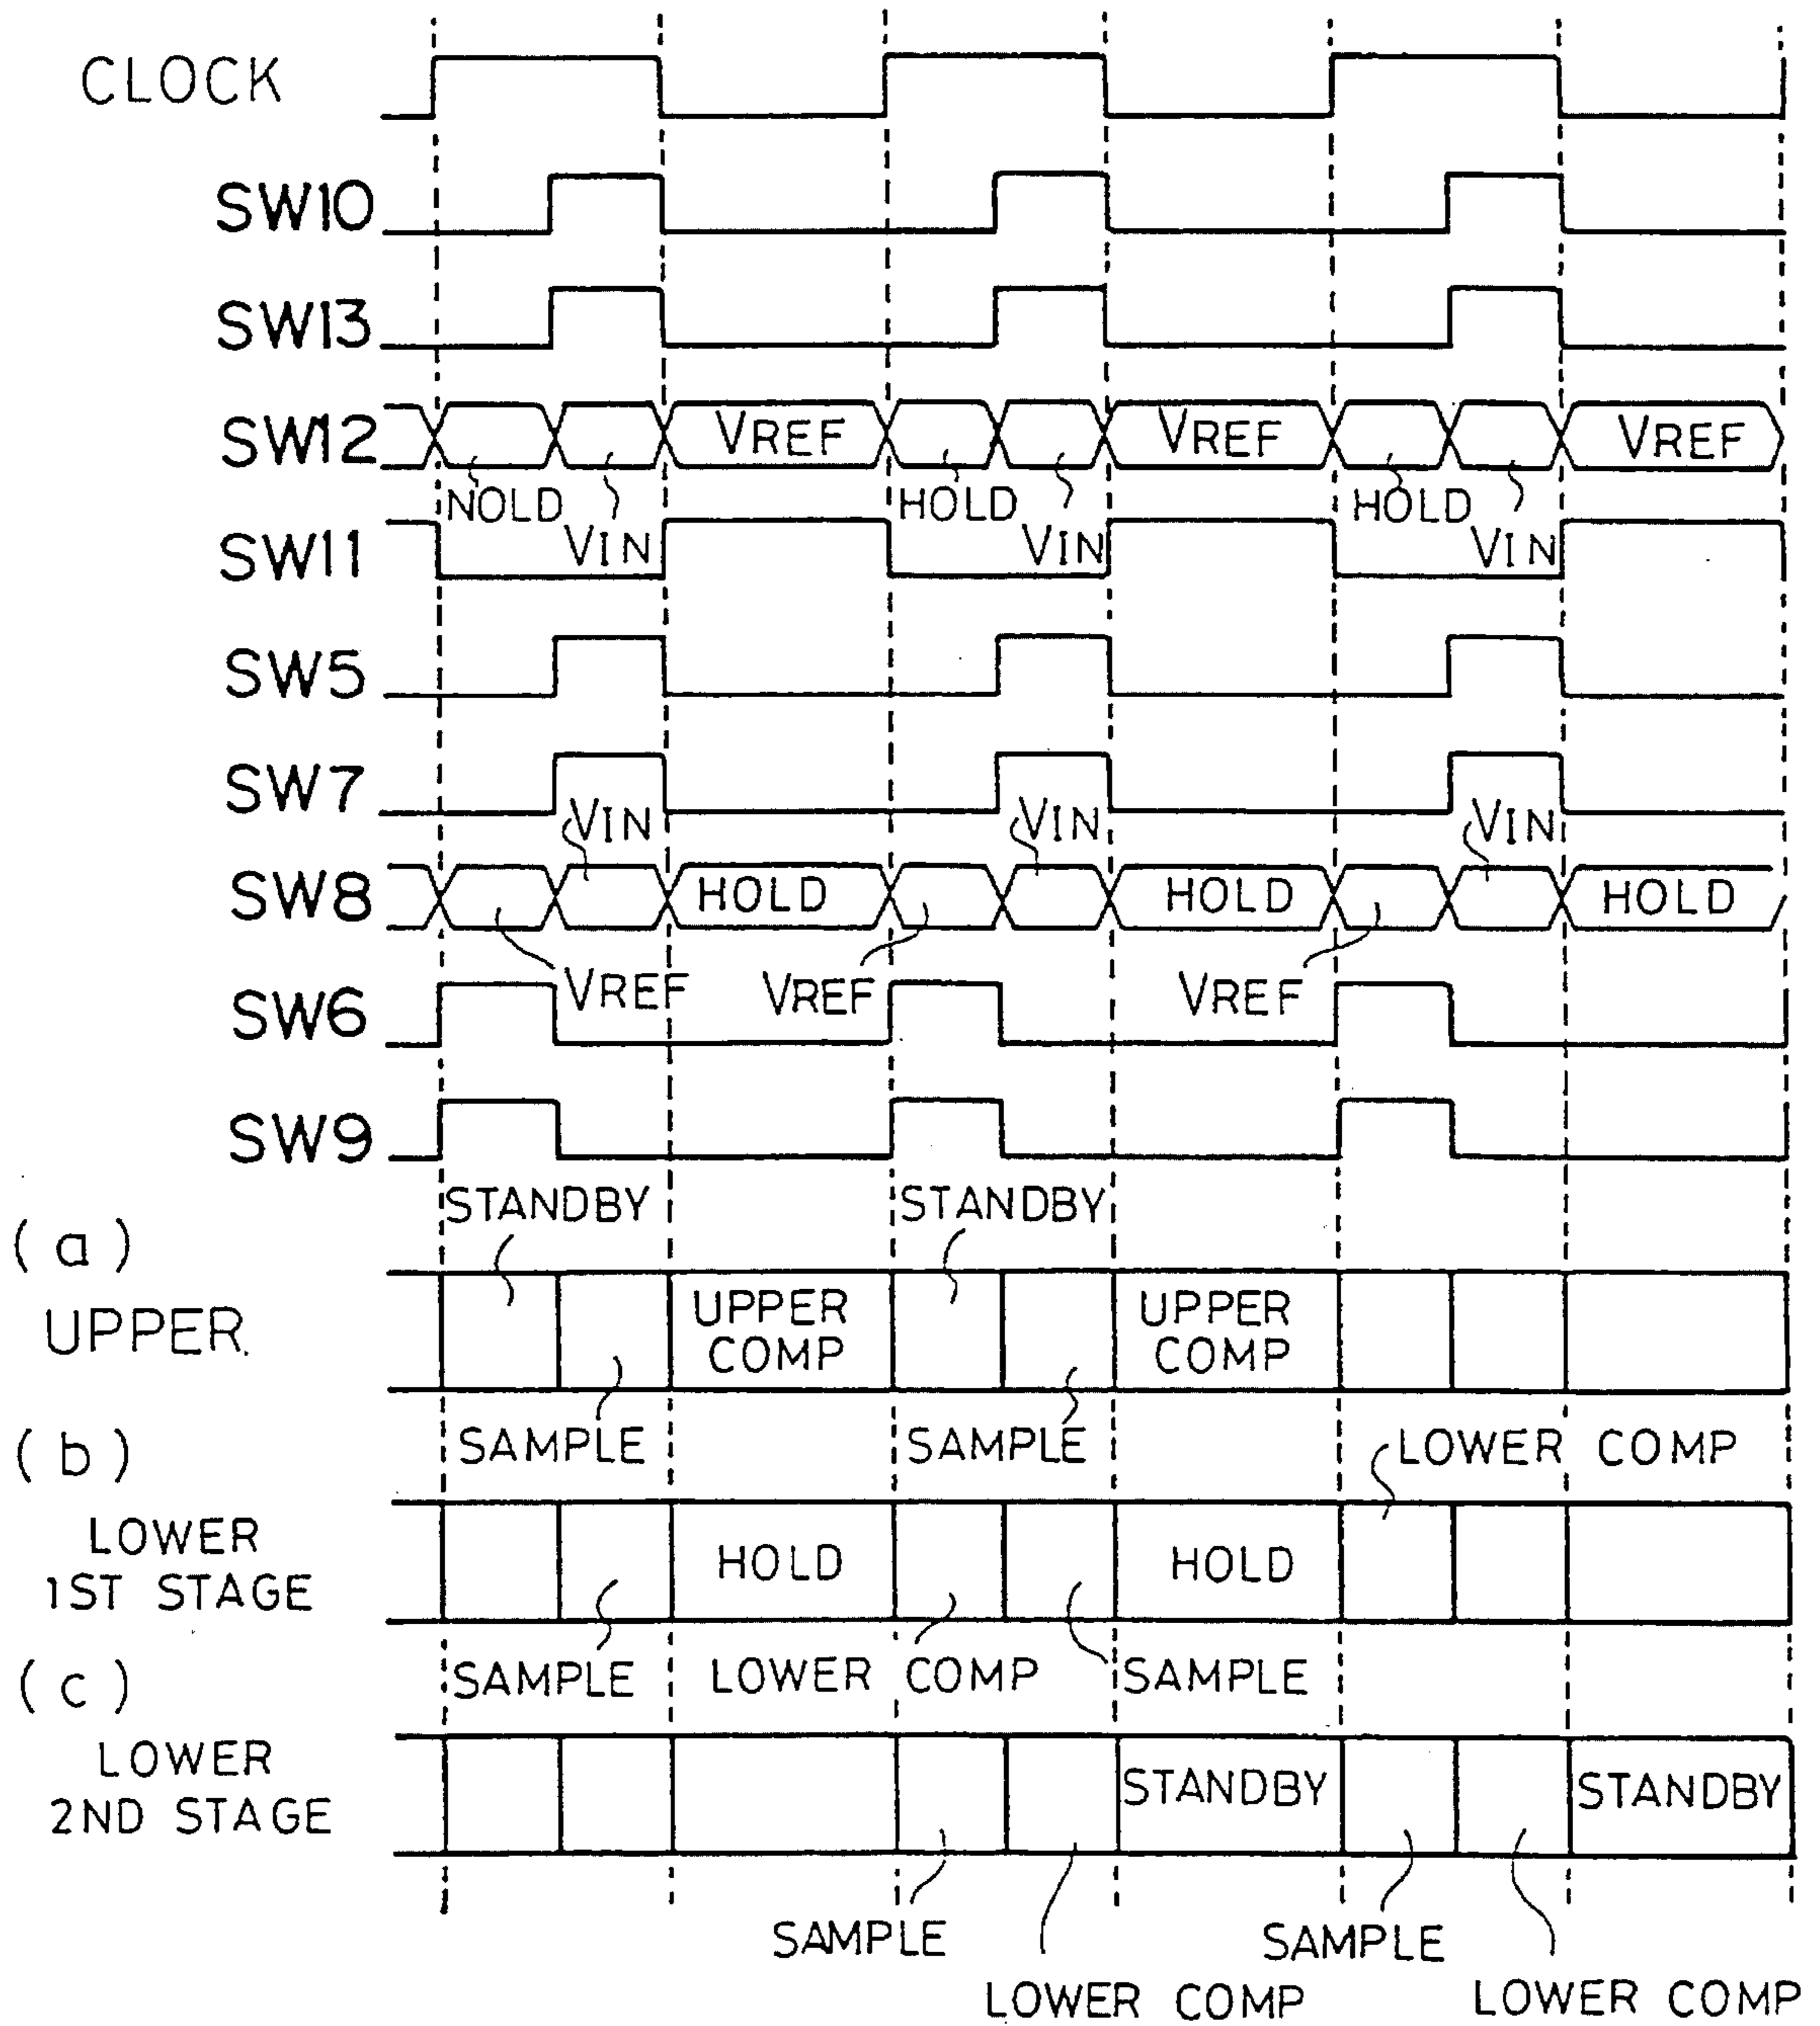 CLOCK
SW10
SW13
SW12 VREF VREF VREF
NOLD HOLD HOLD
SW11 VIN VIN VIN
SW5
SW7
VIN VIN VIN
SW8 HOLD HOLD HOLD
VREF VREF VREF
SW6
SW9
STANDBY STANDBY
(a)
UPPER
UPPER COMP UPPER COMP
SAMPLE SAMPLE
(b) LOWER COMP
LOWER
1ST STAGE
HOLD HOLD
SAMPLE LOWER COMP SAMPLE
(c)
LOWER
2ND STAGE
STANDBY STANDBY
SAMPLE SAMPLE
LOWER COMP LOWER COMP